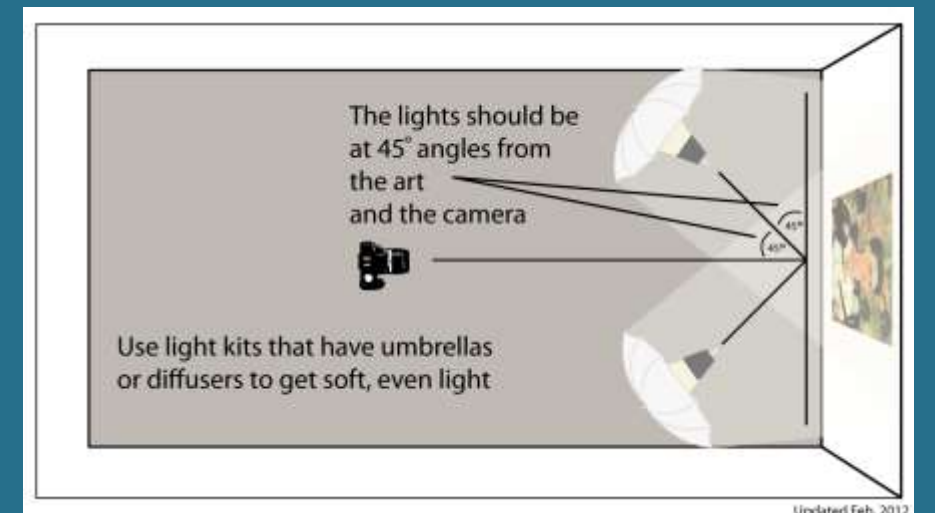 The lights should be
at 45° angles from
the art
and the camera
45°
45°
Use light kits that have umbrellas
or diffusers to get soft, even light
Updated Feb. 2012